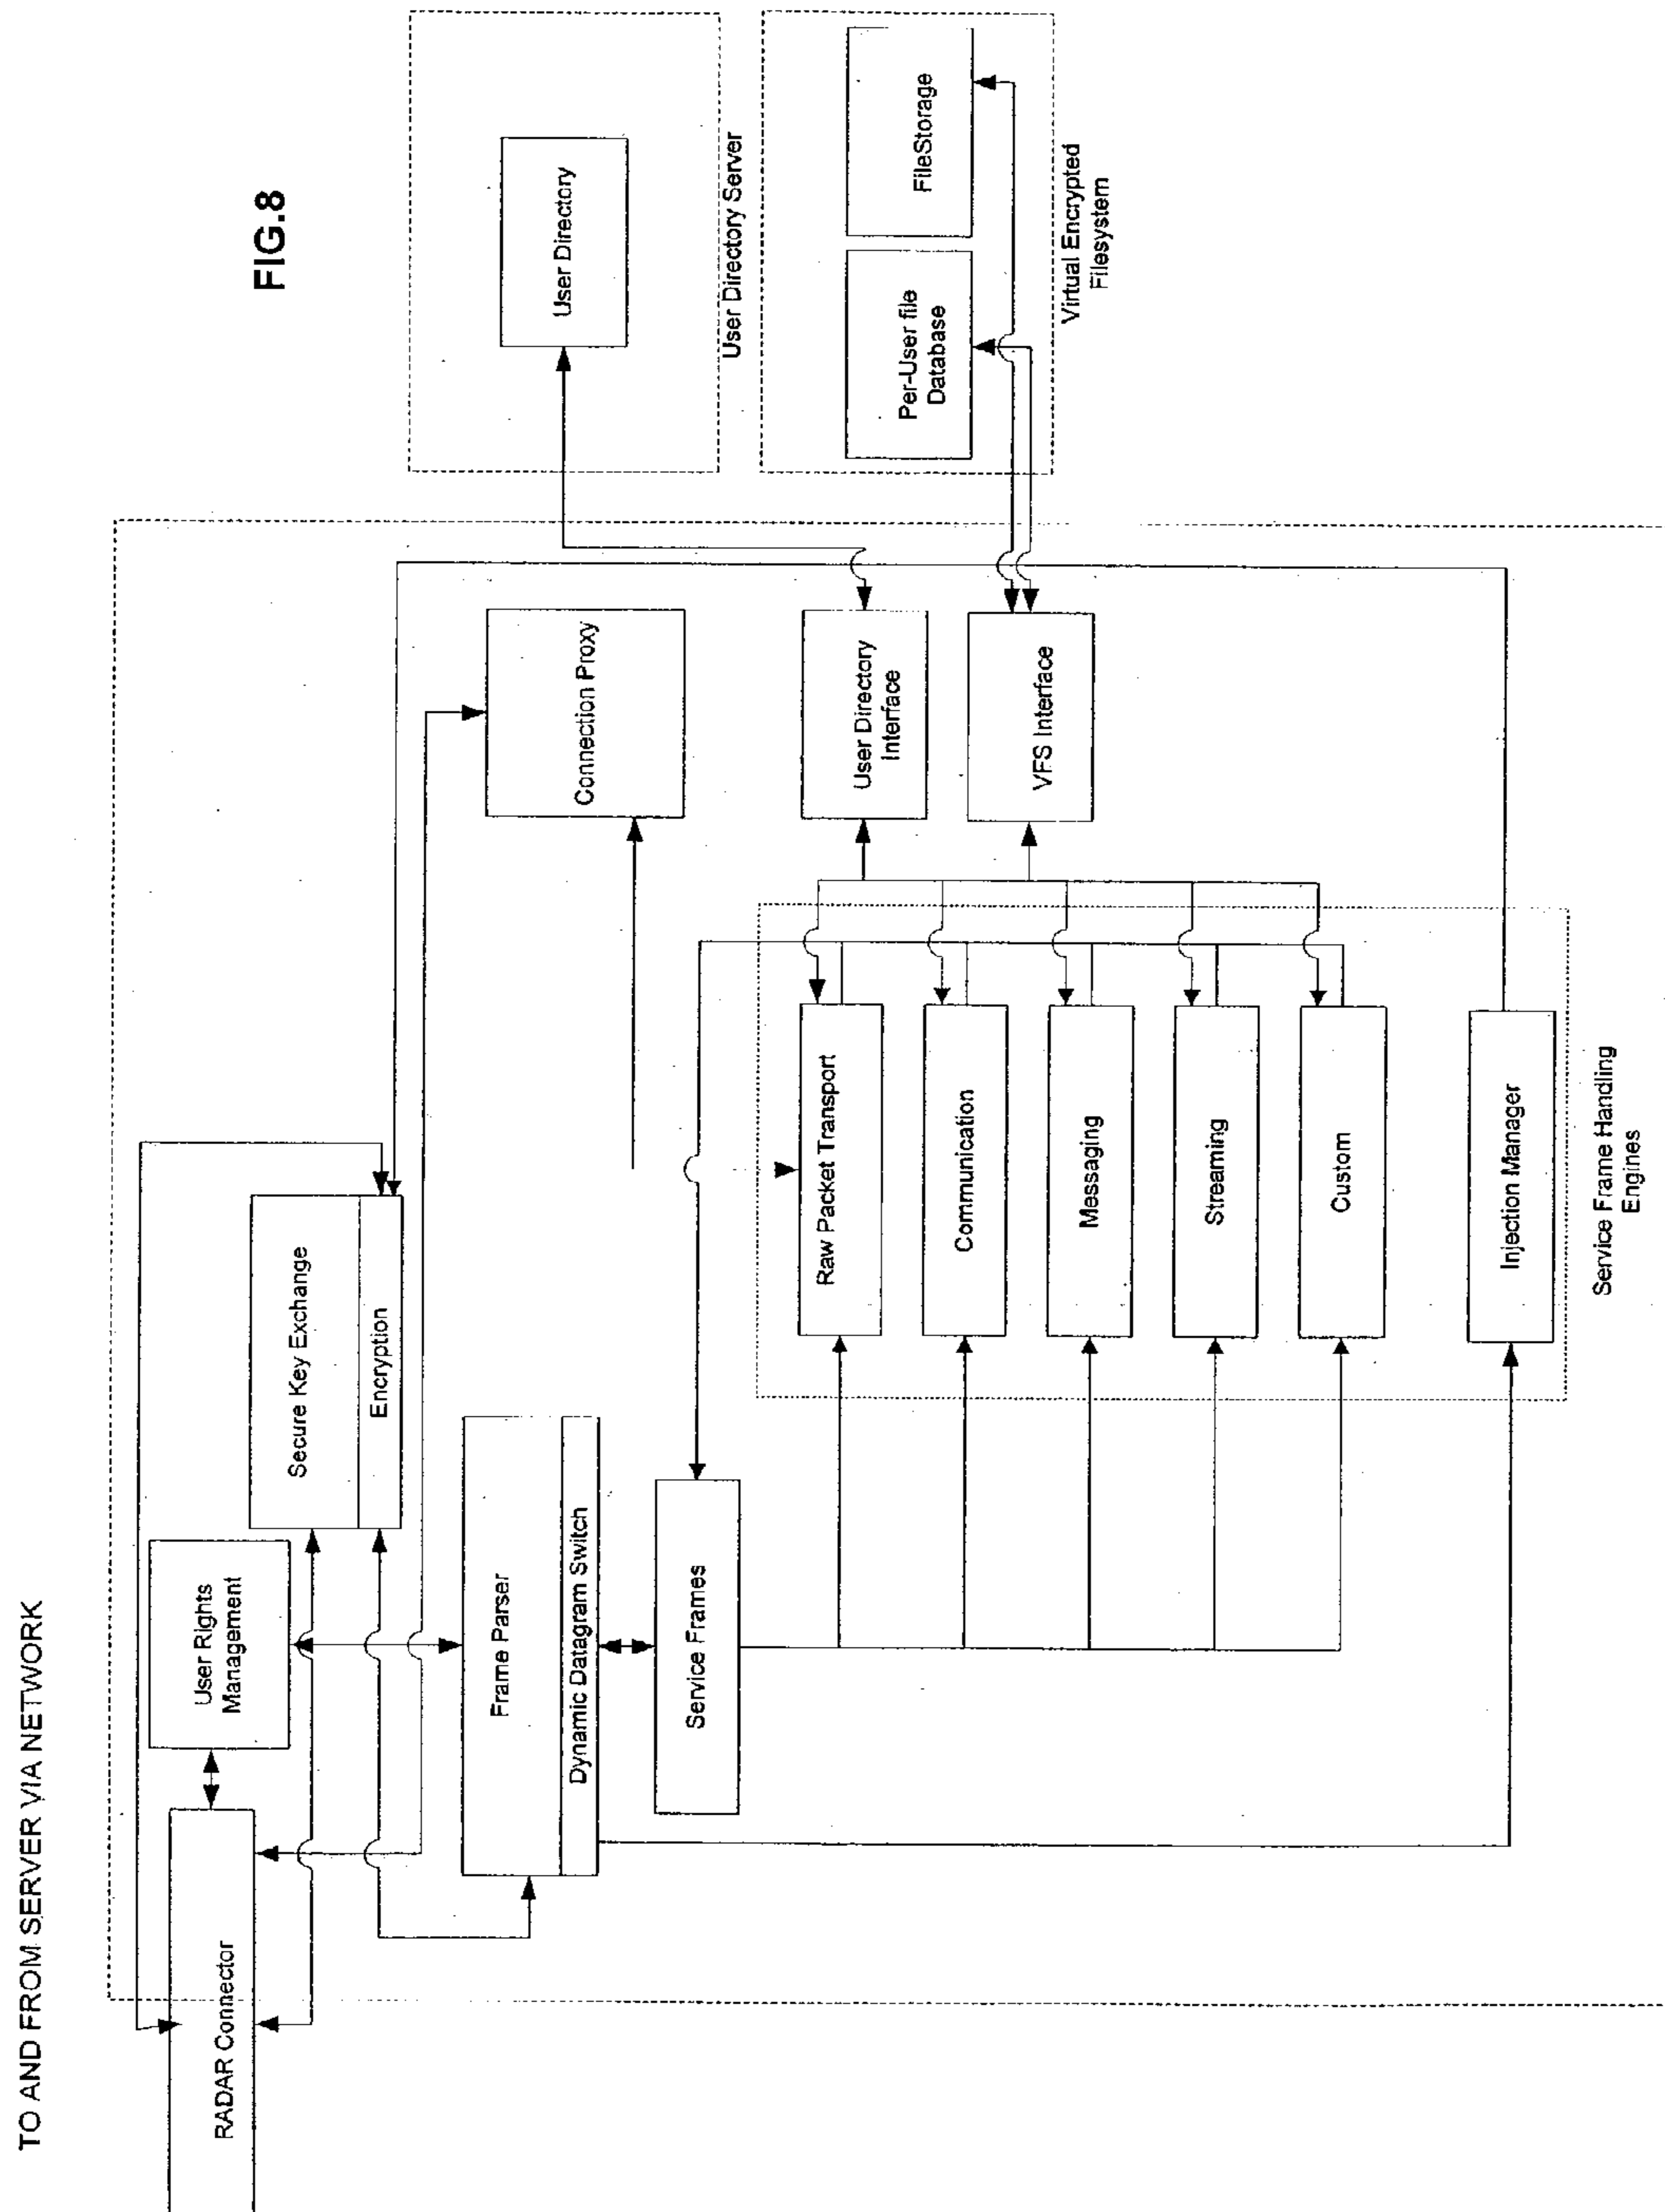 TO AND FROM SERVER VIA NETWORK
FIG.8
RADAR Connector
User Rights
Management
Secure Key Exchange
Encryption
Frame Parser
Dynamic Datagram Switch
Service Frames
Connection Proxy
User Directory
User Directory Server
User Directory
Interface
VFS Interface
Per-User file
Database
FileStorage
Virtual Encrypted
Filesystem
Raw Packet Transport
Communication
Messaging
Streaming
Custom
Injection Manager
Service Frame Handling
Engines